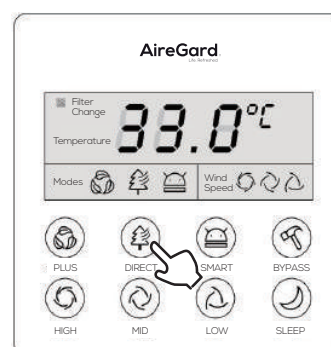 AireGard
Life Refreshed
Filter
Change
Temperature
33.0°C
Modes
Wind
Speed
PLUS
DIRECT
SMART
BYPASS
HIGH
MID
LOW
SLEEP